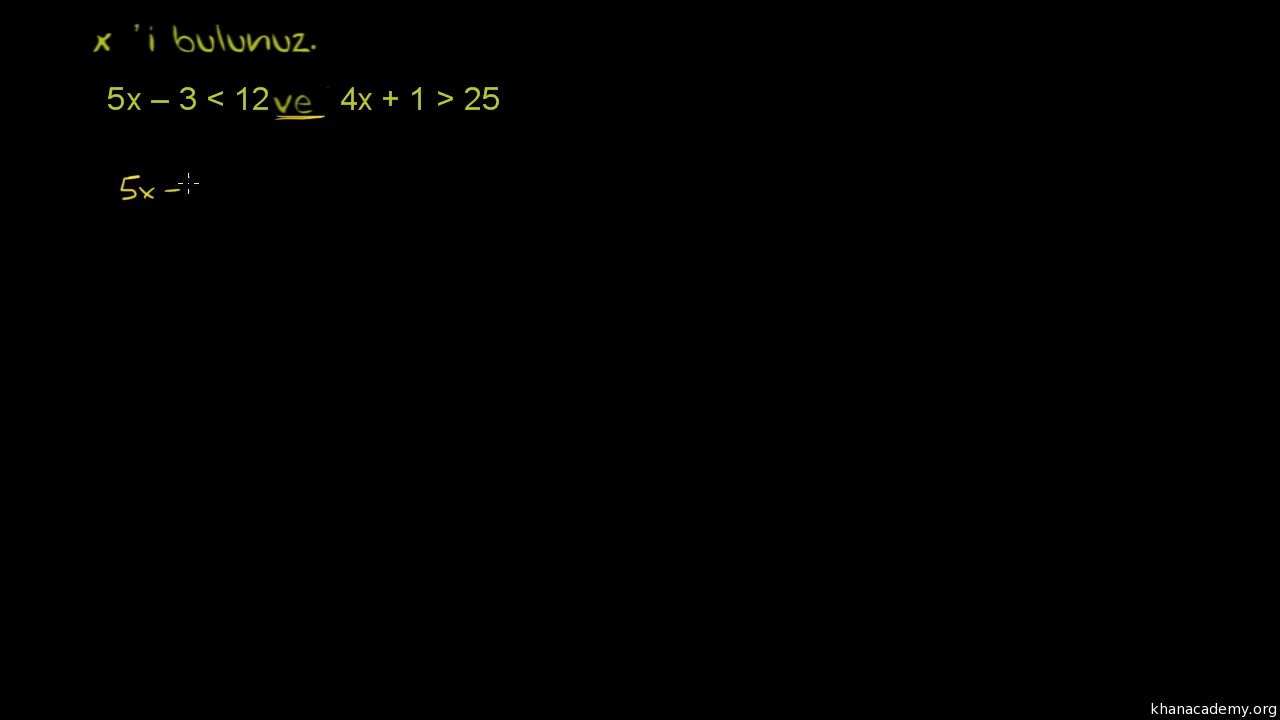 x 'i bulunuz.
5x – 3 < 12 ve 4x + 1 > 25
5x –
khanacademy.org